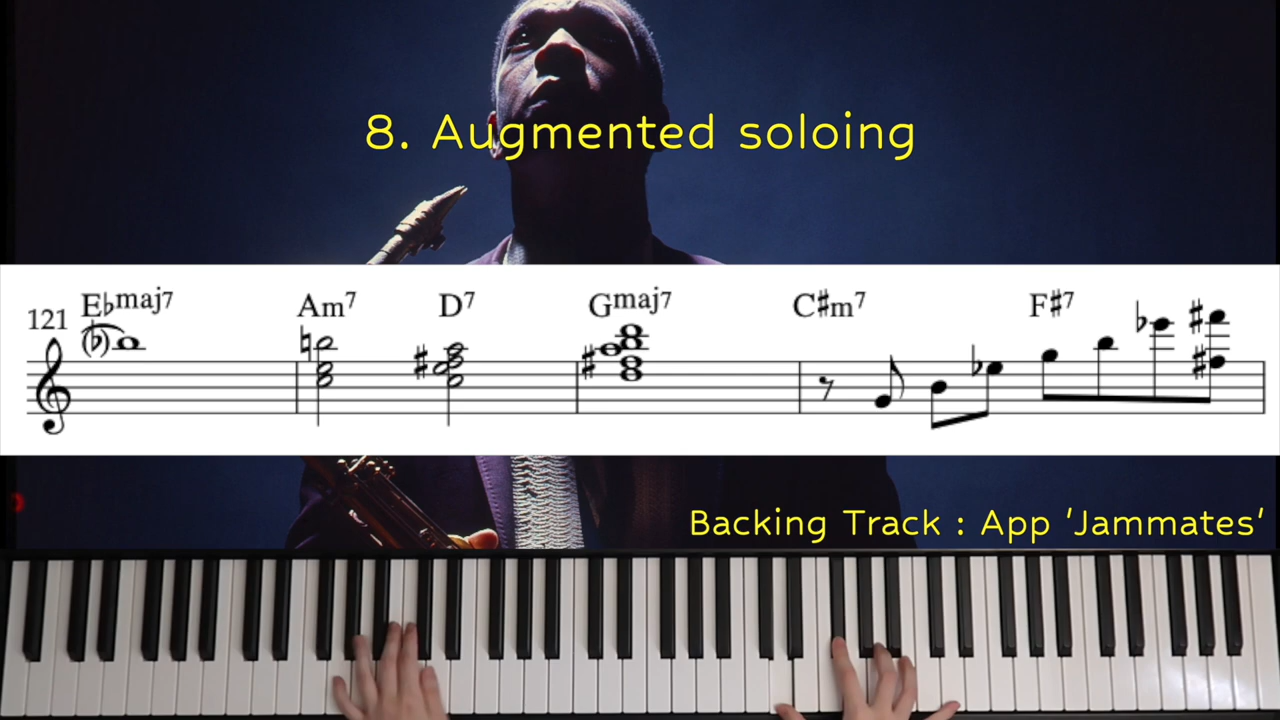 8. Augmented soloing
E♭maj7 Am7 D7 Gmaj7 C#m7 F#7
121
Backing Track : App 'Jammates'